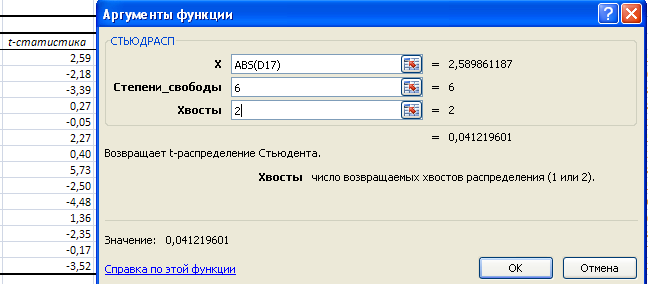 t-статистика
2,59
-2,18
-3,39
0,27
-0,05
2,27
0,40
5,73
-2,50
-4,48
1,36
-2,35
-0,17
-3,52
Аргументы функции
СТЬЮДРАСП
X ABS(D17) = 2,589861187
Степени_свободы 6 = 6
Хвосты 2 = 2
= 0,041219601
Возвращает t-распределение Стьюдента.
Хвосты число возвращаемых хвостов распределения (1 или 2).
Значение: 0,041219601
Справка по этой функции
ОК Отмена